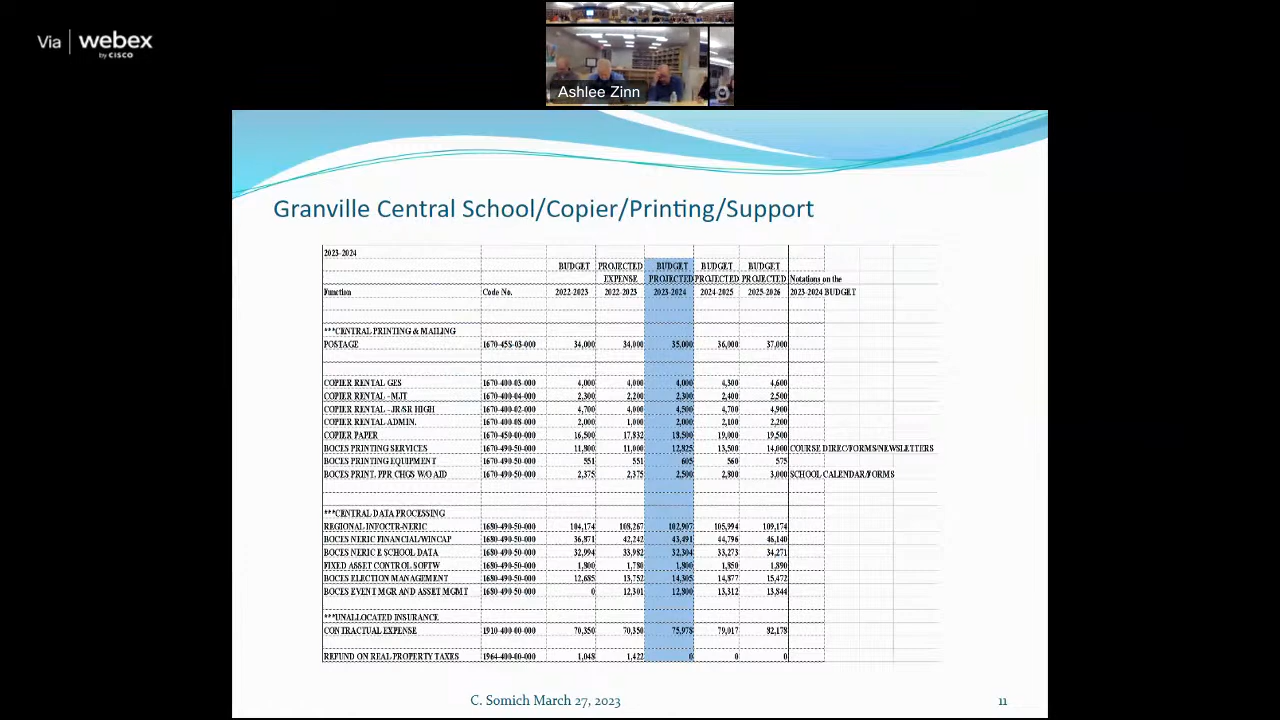 Via webex
by CISCO
Ashlee Zinn
Granville Central School/Copier/Printing/Support
2023-2024
BUDGET PROJECTED BUDGET BUDGET BUDGET
EXPENSE PROJECTED PROJECTED PROJECTED Notations on the
Function Code No. 2022-2023 2022-2023 2023-2024 2024-2025 2025-2026 2023-2024 BUDGET
***CENTRAL PRINTING & MAILING
POSTAGE 1670-458-03-000 34,000 34,000 35,000 36,000 37,000
COPIER RENTAL GES 1670-400-03-000 4,000 4,000 4,000 4,300 4,600
COPIER RENTAL -MJT 1670-400-04-000 2,300 2,200 2,300 2,400 2,500
COPIER RENTAL -JR/SR HIGH 1670-400-02-000 4,700 4,000 4,500 4,700 4,900
COPIER RENTAL ADMIN. 1670-400-08-000 2,000 1,000 2,000 2,100 2,200
COPIER PAPER 1670-450-00-000 16,500 17,832 18,500 19,000 19,500
BOCES PRINTING SERVICES 1670-490-50-000 11,800 11,000 12,825 13,500 14,000 COURSE DIREC/FORMS/NEWSLETTERS
BOCES PRINTING EQUIPMENT 1670-490-50-000 551 551 605 560 575
BOCES PRINT. PPR CHGS W/O AID 1670-490-50-000 2,375 2,375 2,500 2,800 3,000 SCHOOL CALENDAR/FORMS
***CENTRAL DATA PROCESSING
REGIONAL INFOCTR-NERIC 1680-490-50-000 104,174 108,267 102,907 105,994 109,174
BOCES NERIC FINANCIAL/WINCAP 1680-490-50-000 36,871 42,242 43,491 44,796 46,140
BOCES NERIC E SCHOOL DATA 1680-490-50-000 32,994 33,982 32,304 33,273 34,271
FIXED ASSET CONTROL SOFTW 1680-490-50-000 1,800 1,780 1,800 1,850 1,890
BOCES ELECTION MANAGEMENT 1680-490-50-000 12,685 13,752 14,305 14,877 15,472
BOCES EVENT MGR AND ASSET MGMT 1680-490-50-000 0 12,301 12,800 13,312 13,844
***UNALLOCATED INSURANCE
CONTRACTUAL EXPENSE 1910-400-00-000 70,350 70,350 75,978 79,017 82,178
REFUND ON REAL PROPERTY TAXES 1964-400-00-000 1,048 1,422 0 0 0
C. Somich March 27, 2023 11